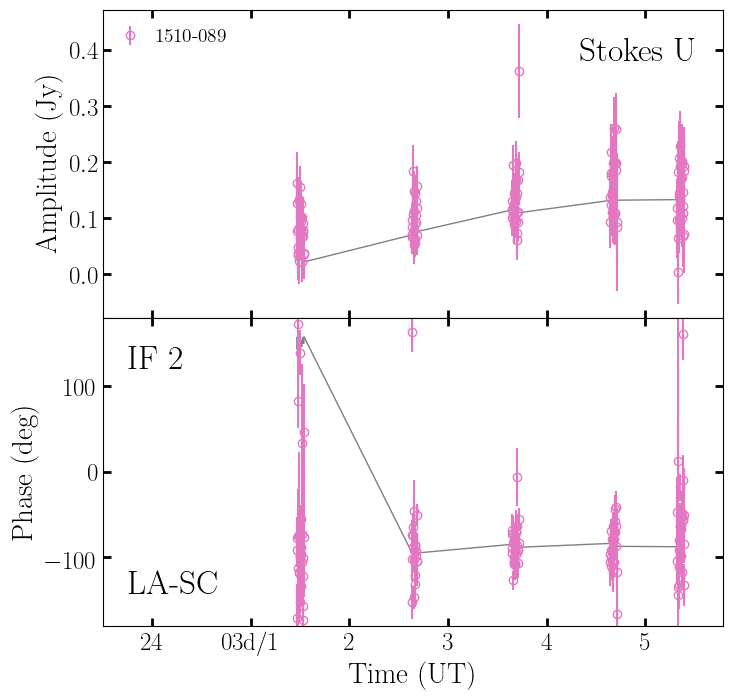 1510-089
Stokes U
Amplitude (Jy)
0.4
0.3
0.2
0.1
0.0
IF 2
LA-SC
Phase (deg)
100
0
−100
24 03d/1 2 3 4 5
Time (UT)